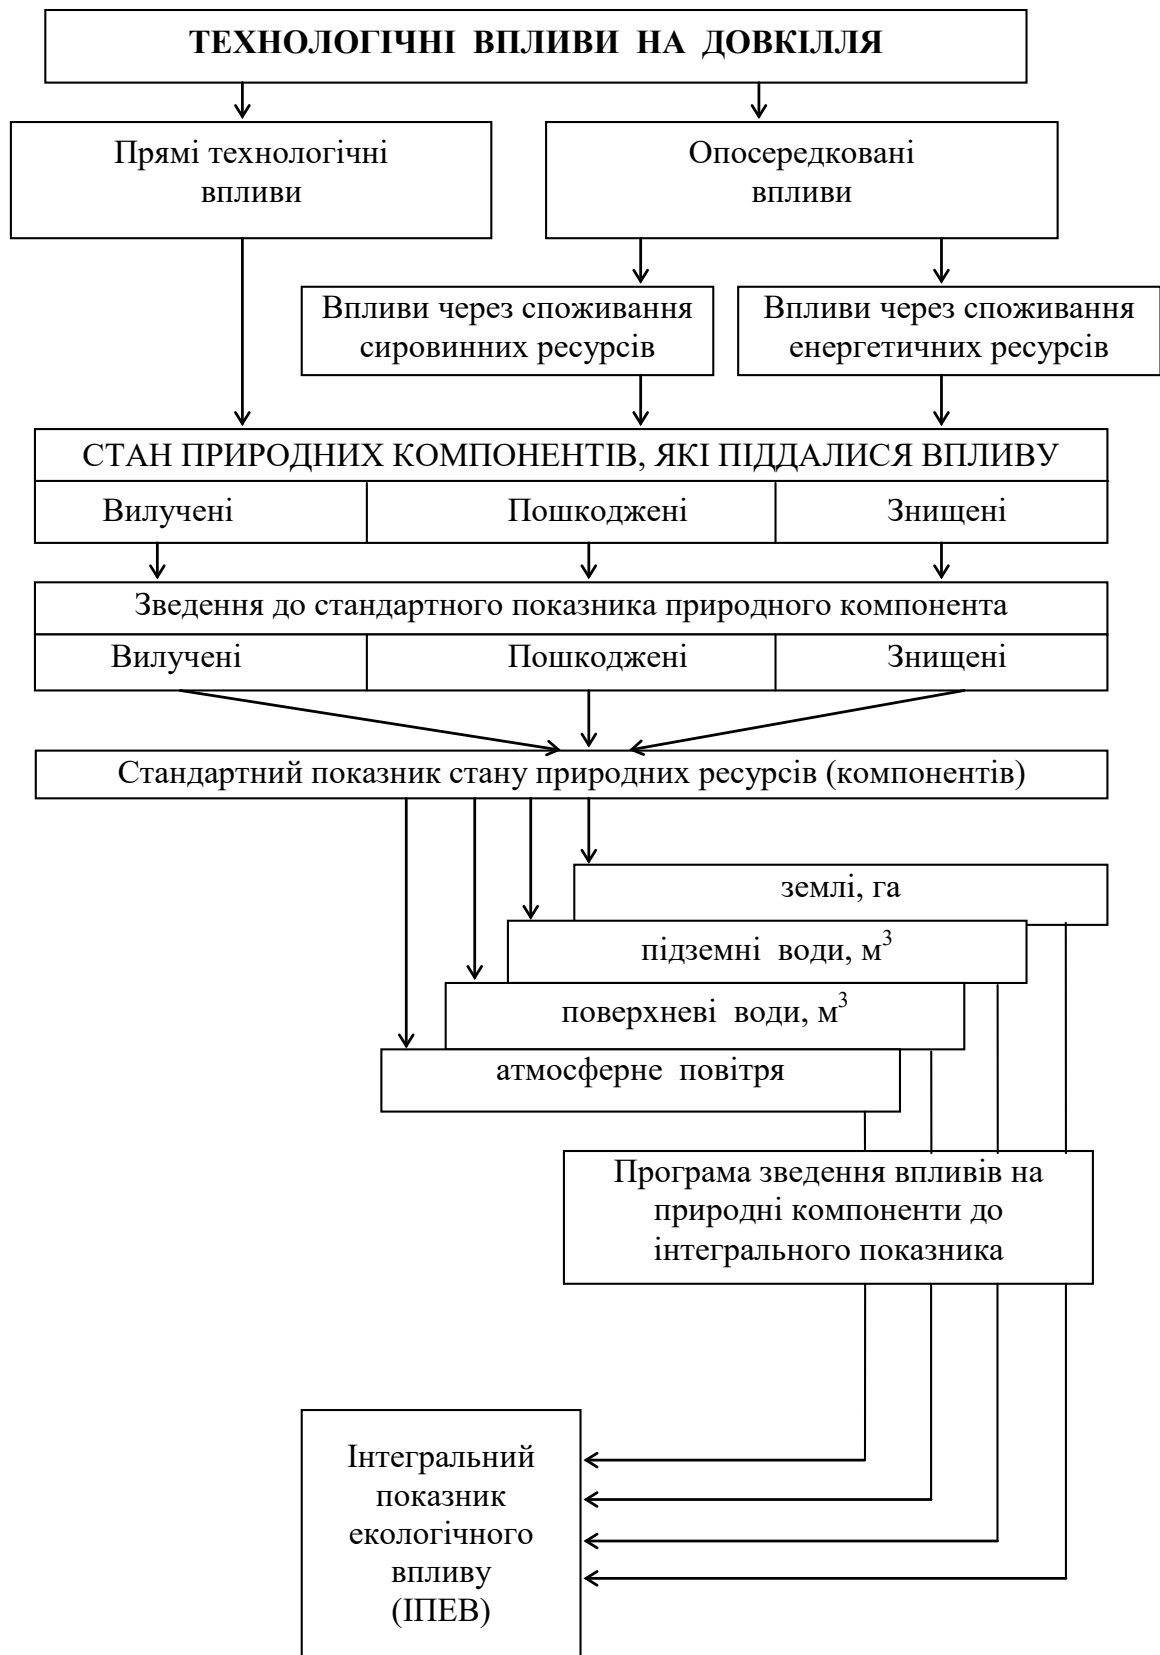 ТЕХНОЛОГІЧНІ ВПЛИВИ НА ДОВКІЛЛЯ
Прямі технологічні
впливи
Опосередковані
впливи
Впливи через споживання
сировинних ресурсів
Впливи через споживання
енергетичних ресурсів
СТАН ПРИРОДНИХ КОМПОНЕНТІВ, ЯКІ ПІДДАЛИСЯ ВПЛИВУ
Вилучені
Пошкоджені
Знищені
Зведення до стандартного показника природного компонента
Вилучені
Пошкоджені
Знищені
Стандартний показник стану природних ресурсів (компонентів)
землі, га
підземні води, м³
поверхневі води, м³
атмосферне повітря
Програма зведення впливів на
природні компоненти до
інтегрального показника
Інтегральний
показник
екологічного
впливу
(ІПЕВ)